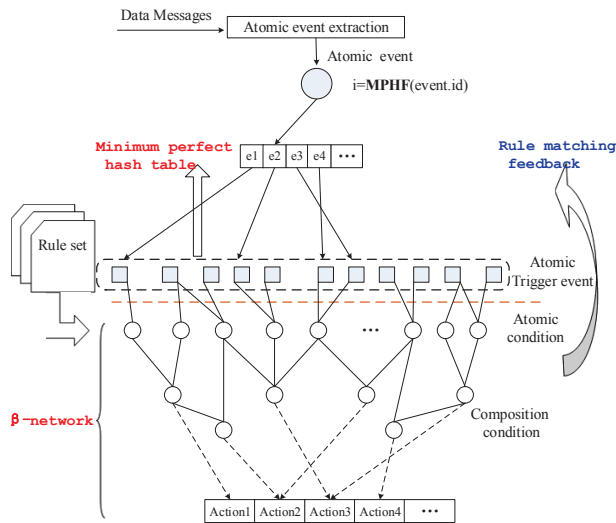 Data Messages
Atomic event extraction
Atomic event
i=MPHF(event.id)
Minimum perfect
hash table
e1 e2 e3 e4 •••
Rule matching
feedback
Rule set
Atomic
Trigger event
Atomic
condition
•••
β-network
Composition
condition
Action1 Action2 Action3 Action4 •••